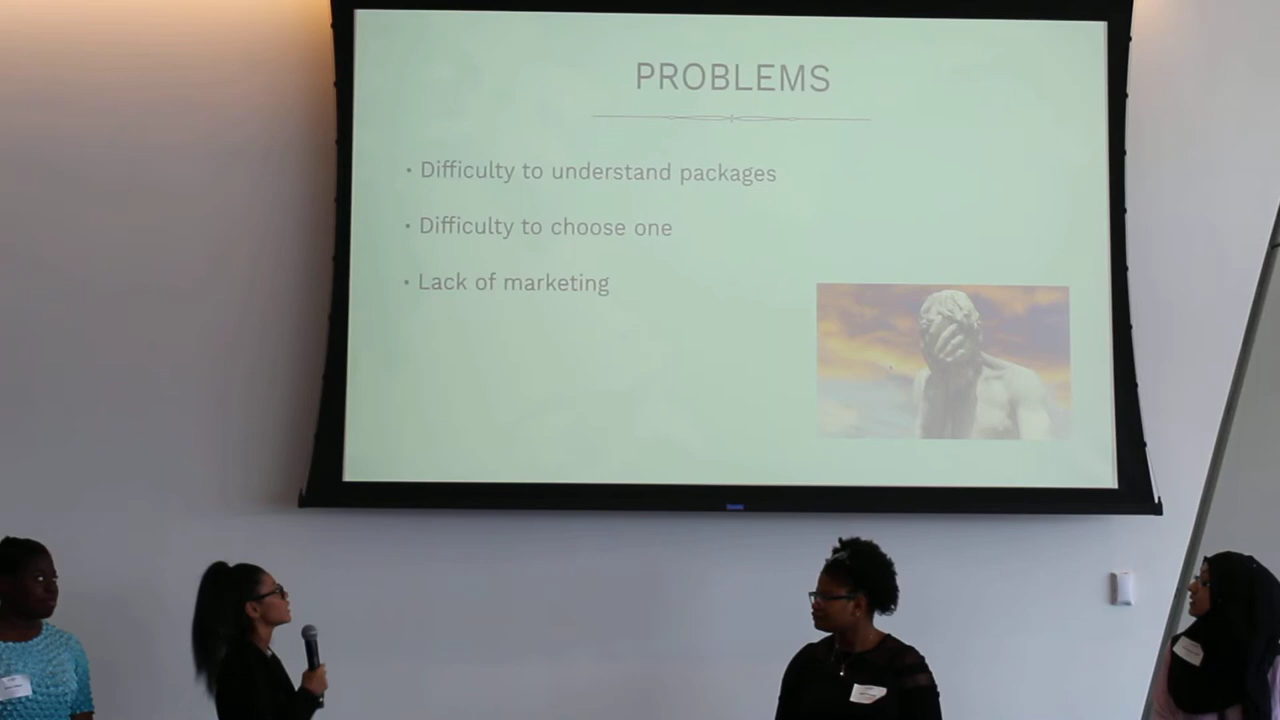 PROBLEMS
• Difficulty to understand packages
• Difficulty to choose one
• Lack of marketing